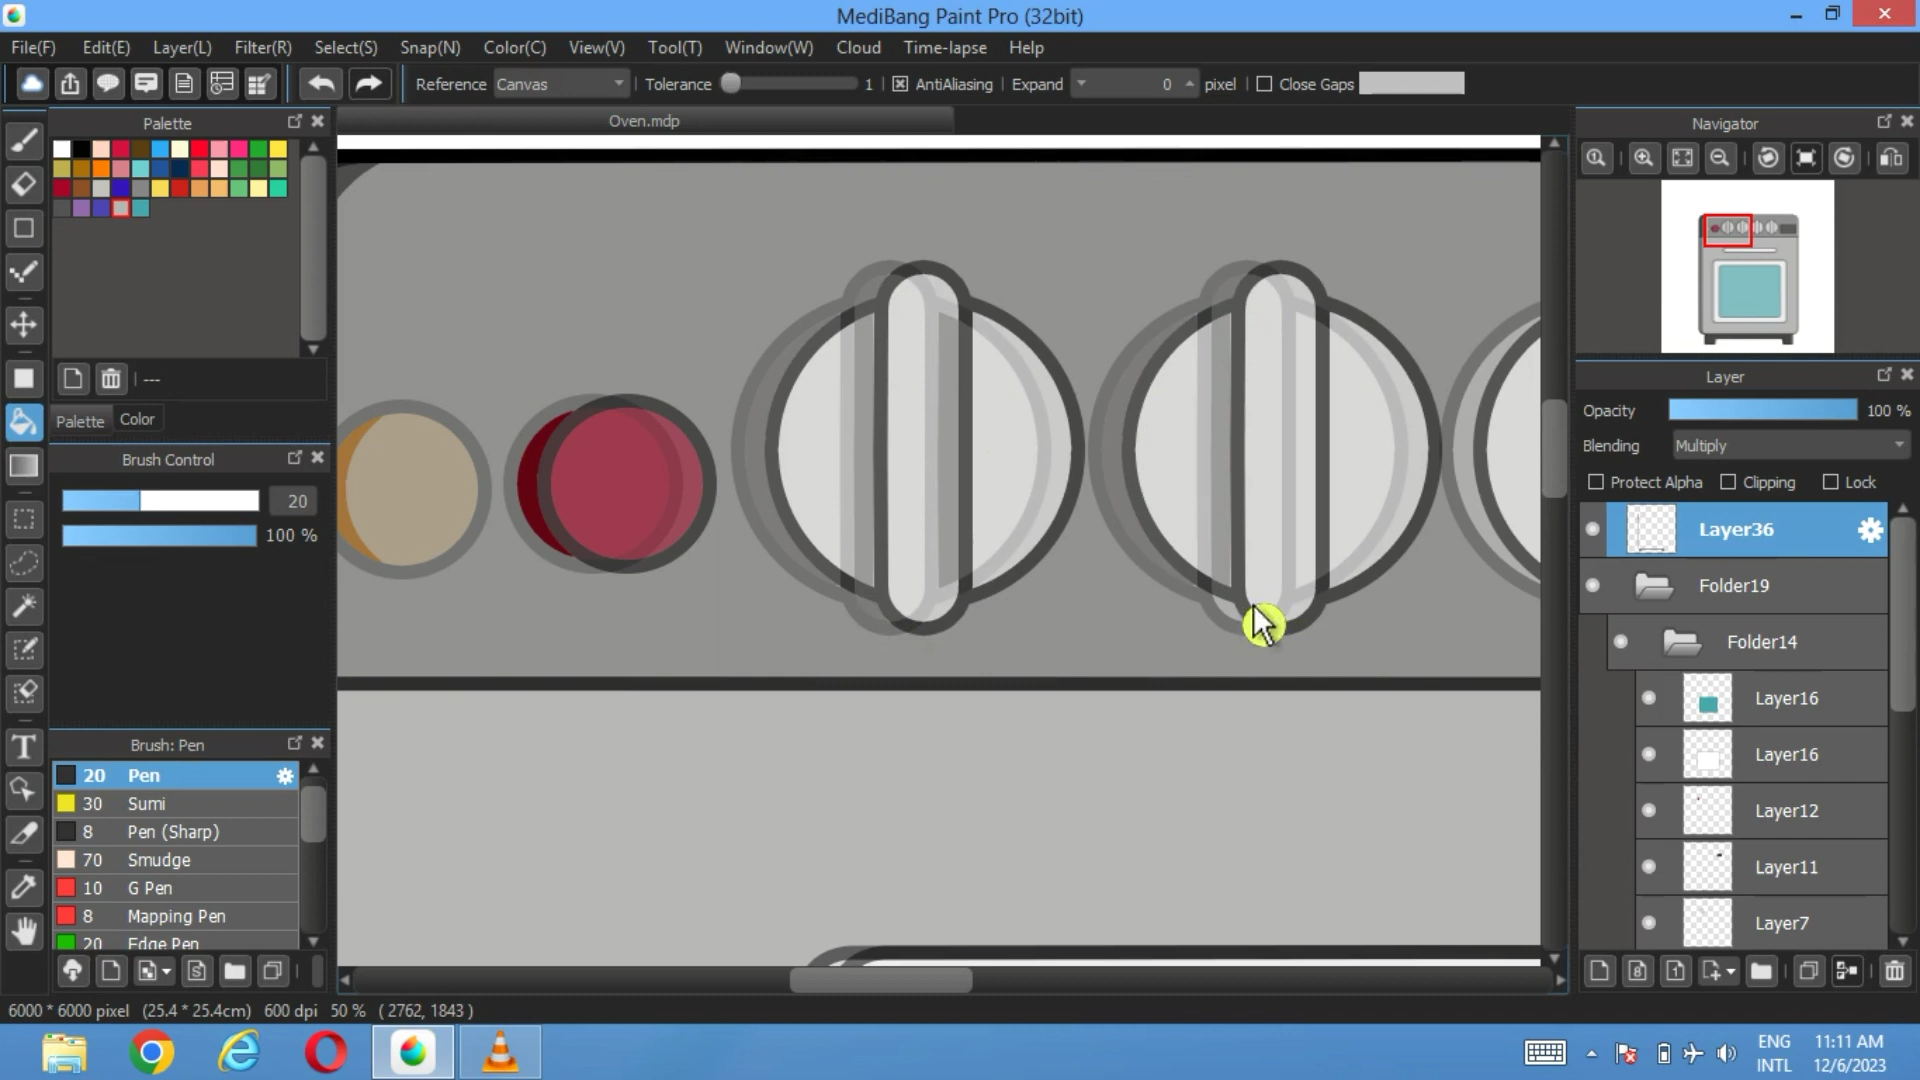 MediBang Paint Pro (32bit)
File(F) Edit(E) Layer(L) Filter(R) Select(S) Snap(N) Color(C) View(V) Tool(T) Window(W) Cloud Time-lapse Help
Reference Canvas Tolerance 1 AntiAliasing Expand 0 pixel Close Gaps
Palette
Oven.mdp
Navigator
---
Palette Color
Brush Control
20
100 %
Brush: Pen
20 Pen
30 Sumi
8 Pen (Sharp)
70 Smudge
10 G Pen
8 Mapping Pen
20 Edge Pen
Layer
Opacity 100 %
Blending Multiply
Protect Alpha Clipping Lock
Layer36
Folder19
Folder14
Layer16
Layer16
Layer12
Layer11
Layer7
6000 * 6000 pixel (25.4 * 25.4cm) 600 dpi 50 % ( 2762, 1843 )
ENG 11:11 AM
INTL 12/6/2023